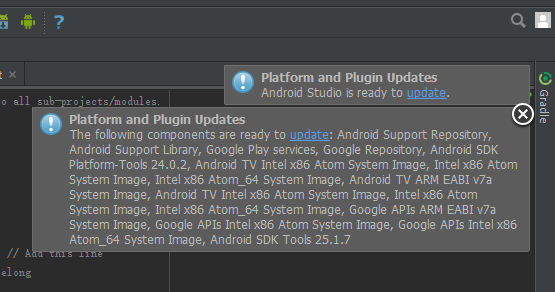 ?
t ×
Gradle
o all sub-projects/modules.
Platform and Plugin Updates
Android Studio is ready to update.
Platform and Plugin Updates
The following components are ready to update: Android Support Repository,
Android Support Library, Google Play services, Google Repository, Android SDK
Platform-Tools 24.0.2, Android TV Intel x86 Atom System Image, Intel x86 Atom
System Image, Intel x86 Atom_64 System Image, Android TV ARM EABI v7a
System Image, Android TV Intel x86 Atom System Image, Intel x86 Atom
System Image, Intel x86 Atom_64 System Image, Google APIs ARM EABI v7a
System Image, Google APIs Intel x86 Atom System Image, Google APIs Intel x86
Atom_64 System Image, Android SDK Tools 25.1.7
// Add this line
elong